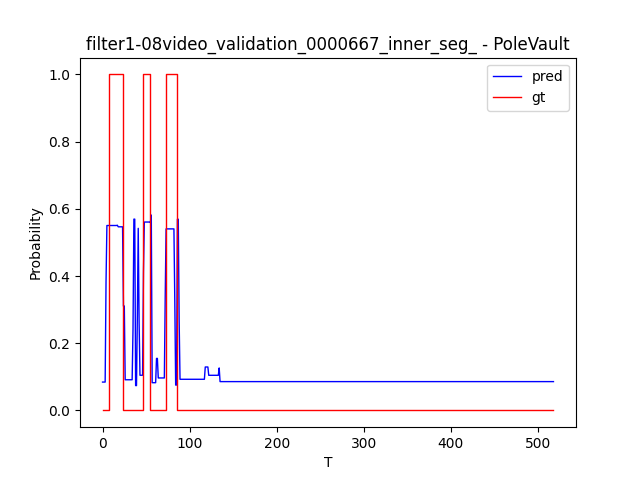 filter1-08video_validation_0000667_inner_seg_ - PoleVault
pred
gt
1.0
0.8
0.6
0.4
0.2
0.0
Probability
0 100 200 300 400 500
T